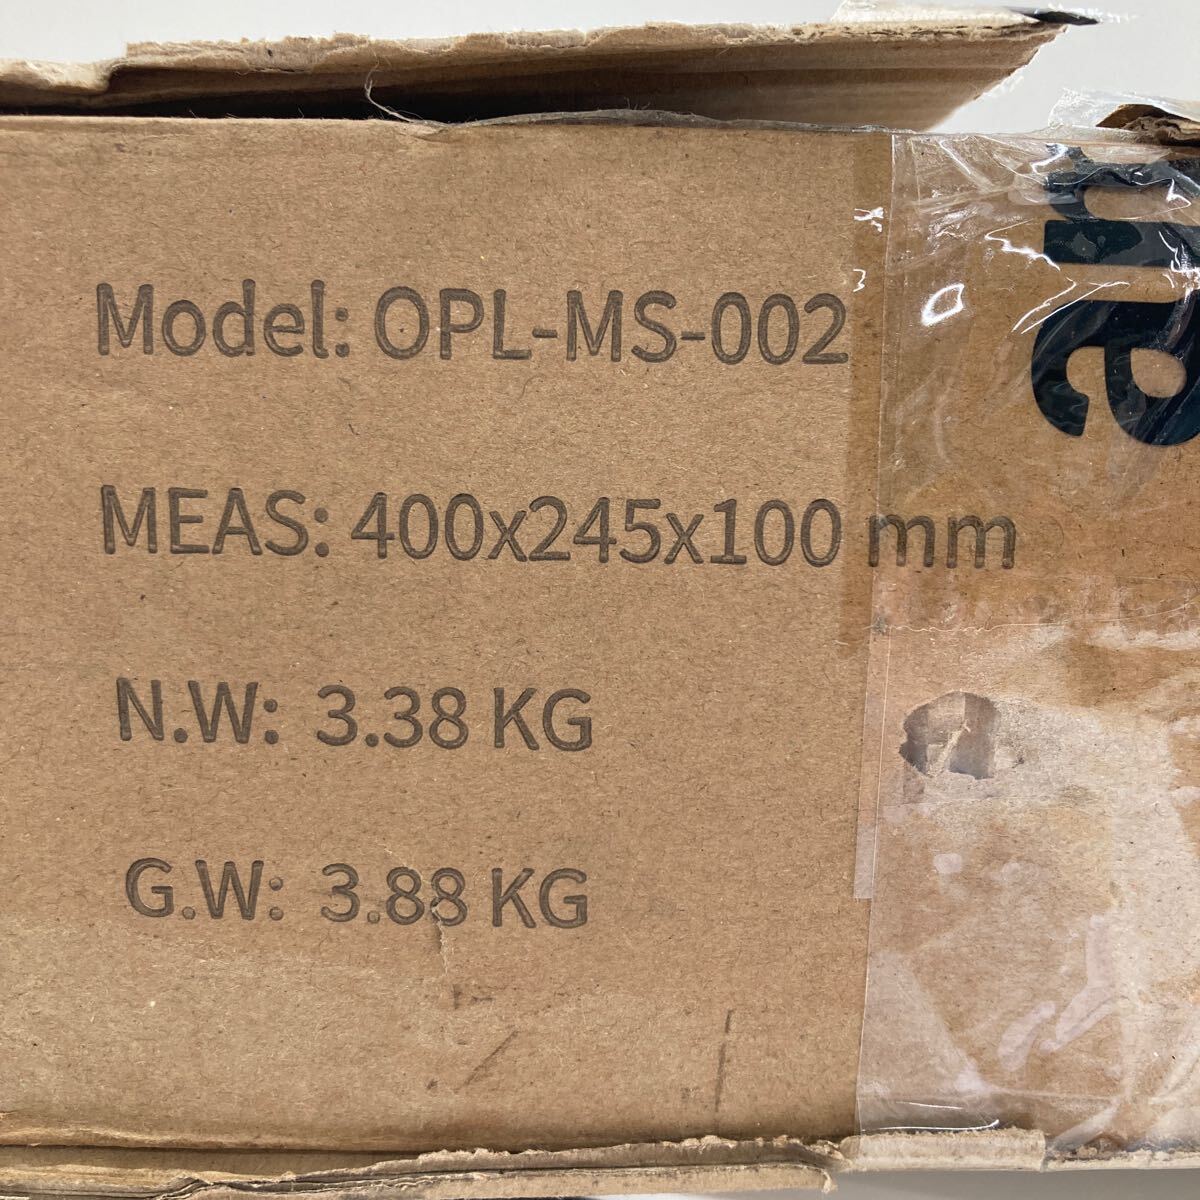 Model: OPL-MS-002
MEAS: 400x245x100 mm
N.W: 3.38 KG
G.W: 3.88 KG